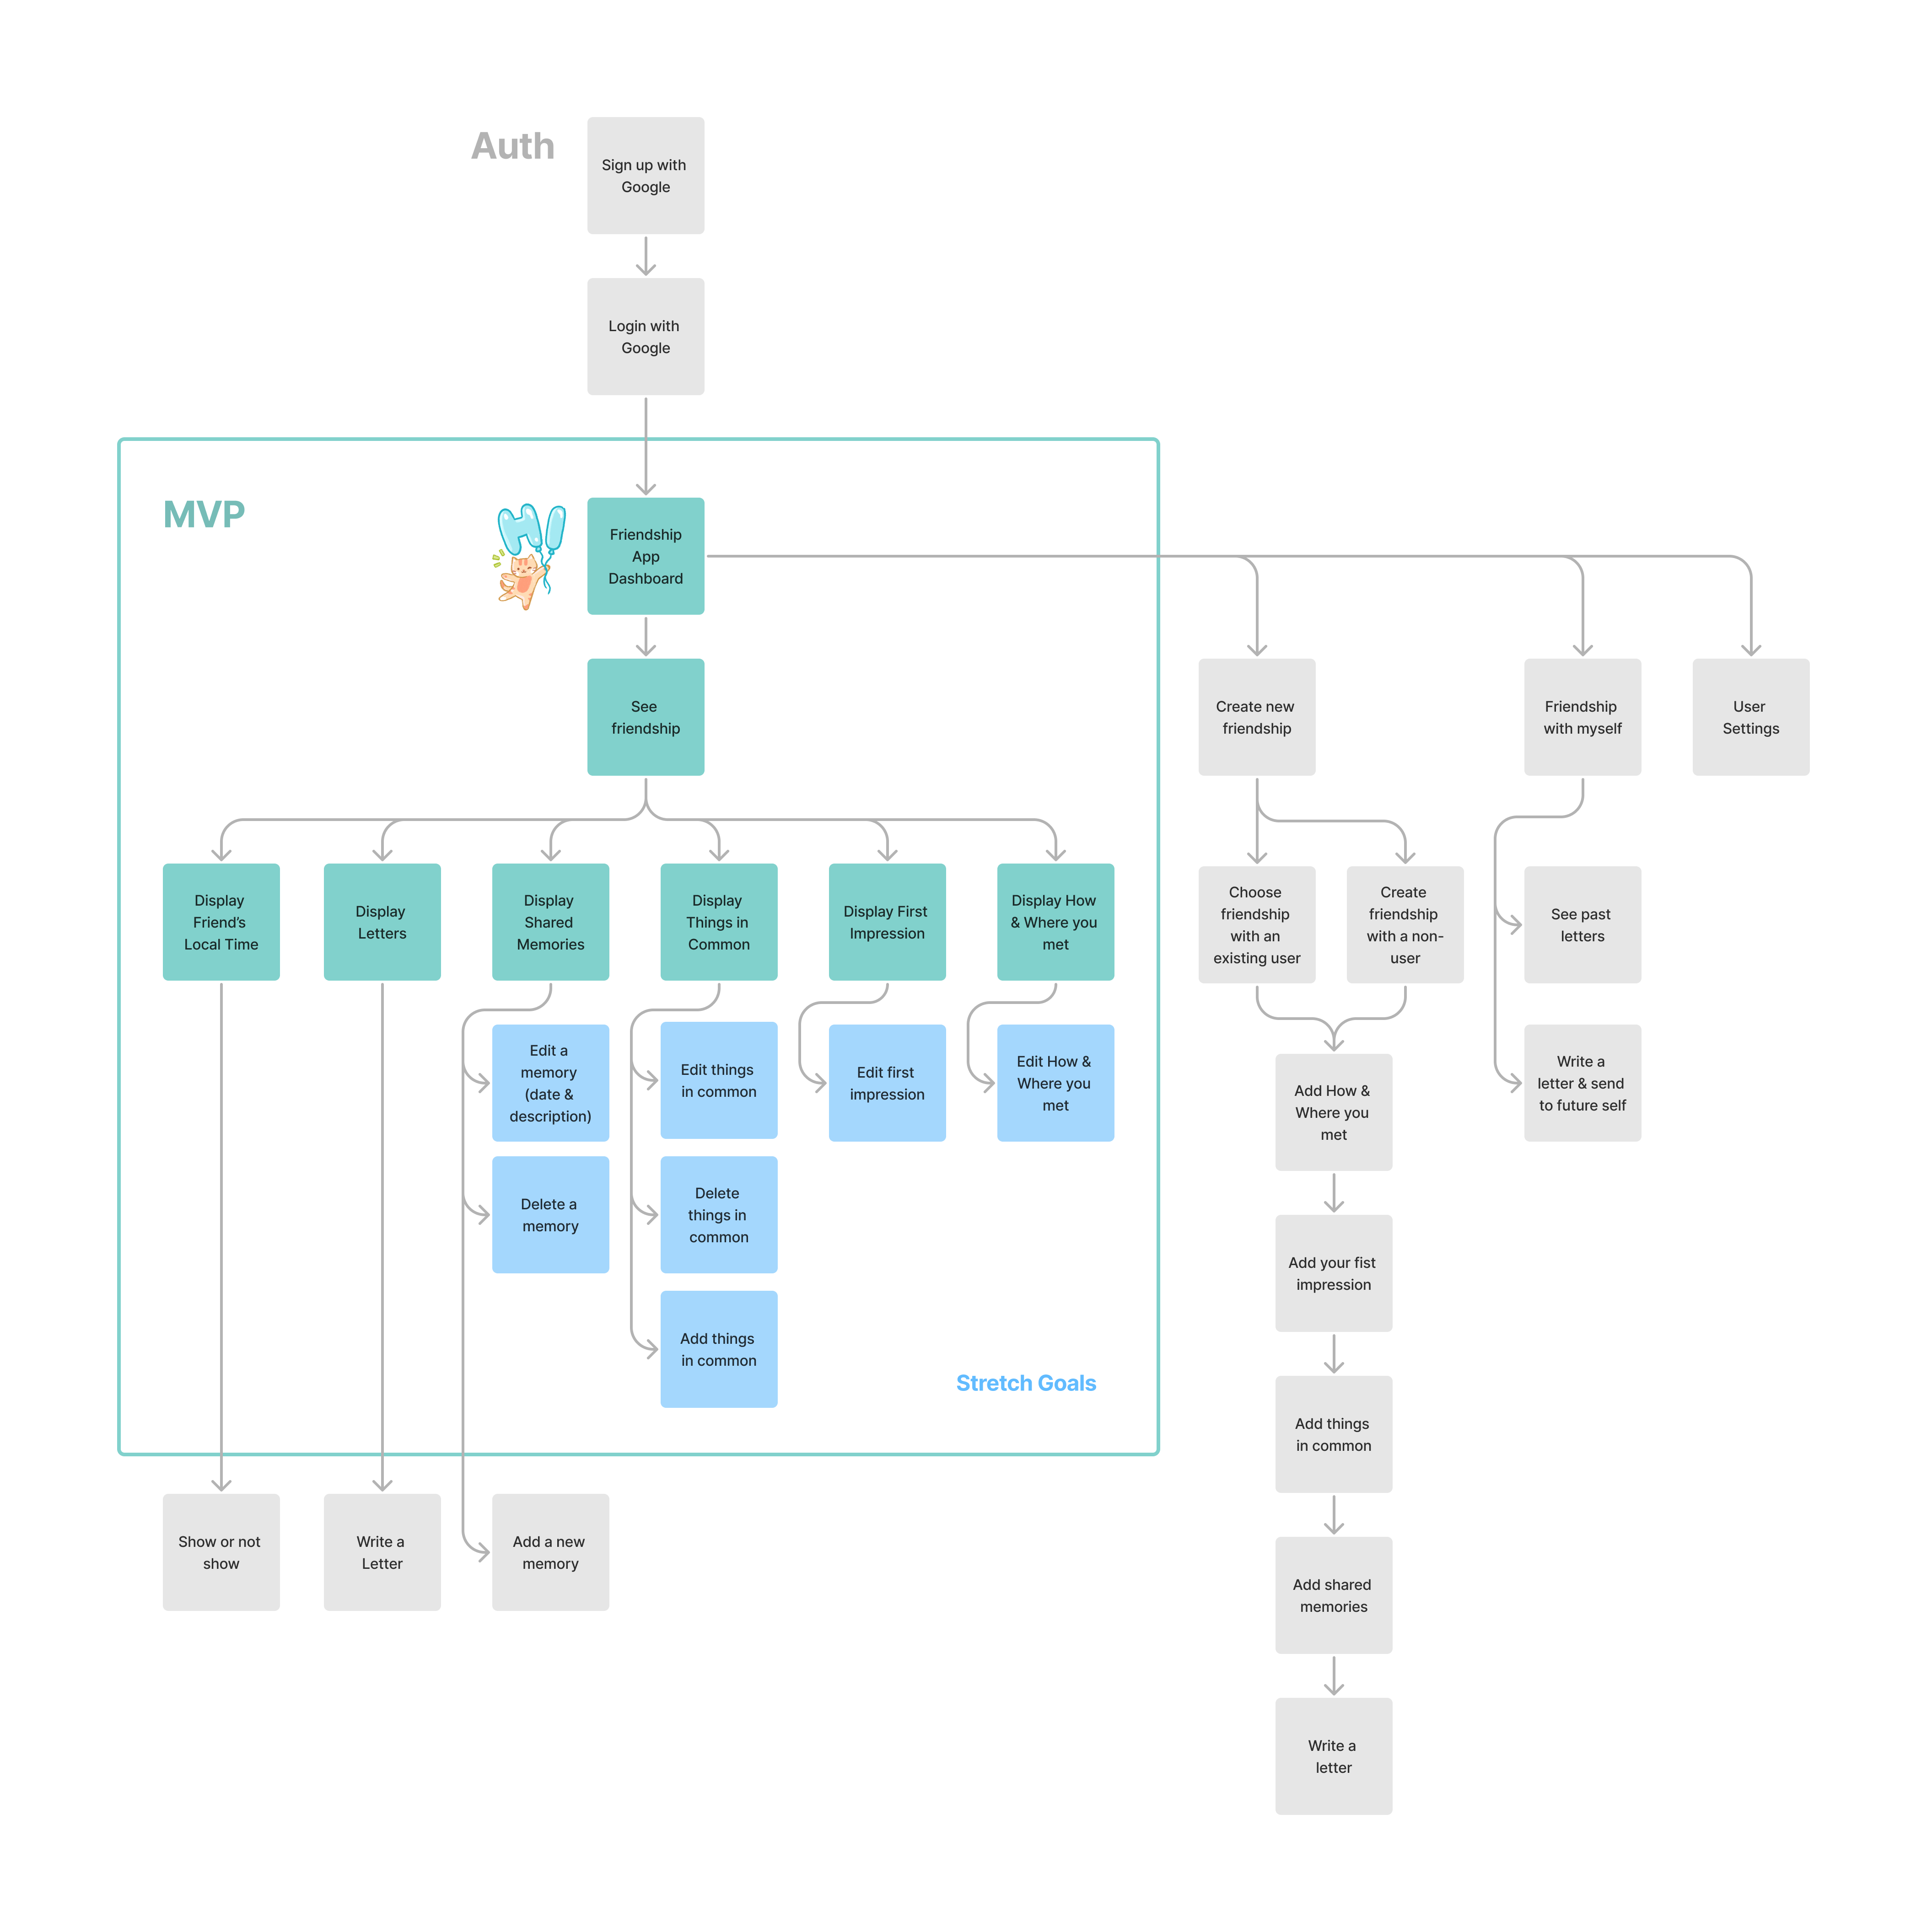 Auth
Sign up with
Google
Login with
Google
MVP
HI
Friendship
App
Dashboard
See
friendship
Create new
friendship
Friendship
with myself
User
Settings
Display
Friend's
Local Time
Display
Letters
Display
Shared
Memories
Display
Things in
Common
Display First
Impression
Display How
& Where you
met
Choose
friendship
with an
existing user
Create
friendship
with a non-
user
See past
letters
Edit a
memory
(date &
description)
Edit things
in common
Edit first
impression
Edit How &
Where you
met
Add How &
Where you
met
Write a
letter & send
to future self
Delete a
memory
Delete
things in
common
Add your fist
impression
Add things
in common
Stretch Goals
Add things
in common
Show or not
show
Write a
Letter
Add a new
memory
Add shared
memories
Write a
letter